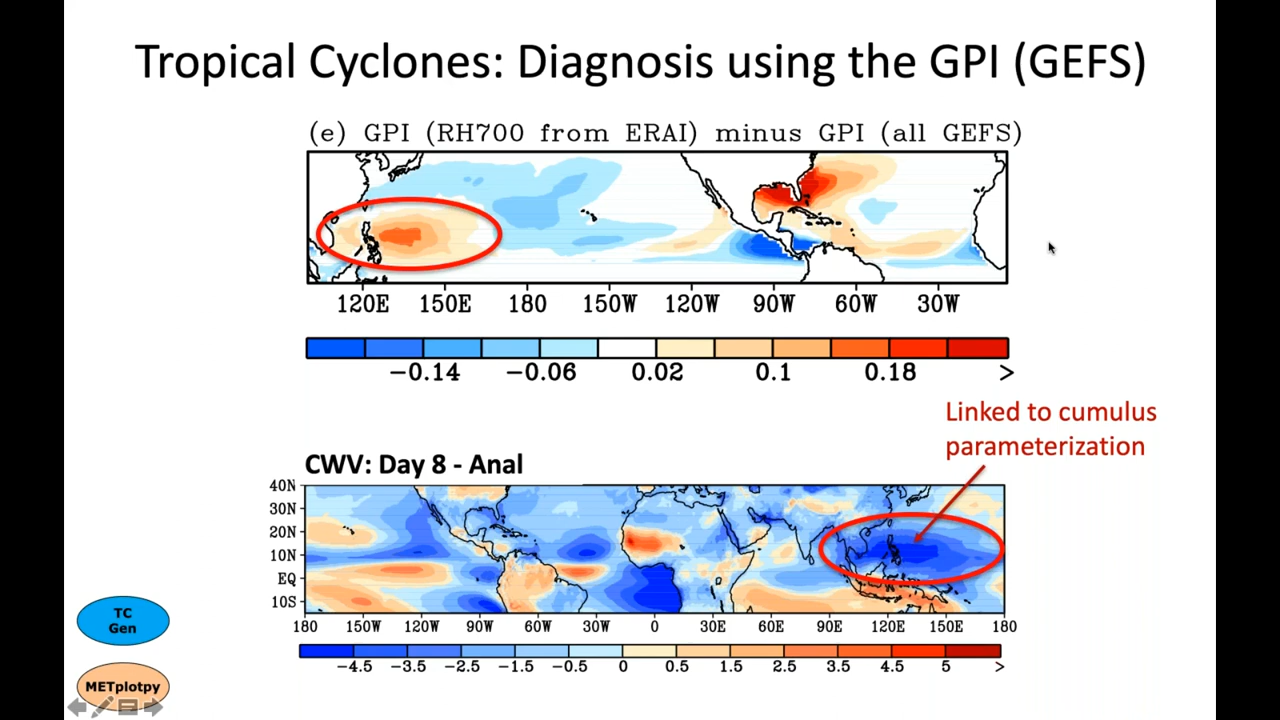 Tropical Cyclones: Diagnosis using the GPI (GEFS)
(e) GPI (RH700 from ERAI) minus GPI (all GEFS)
120E 150E 180 150W 120W 90W 60W 30W
−0.14 −0.06 0.02 0.1 0.18 >
Linked to cumulus
parameterization
CWV: Day 8 - Anal
40N
30N
20N
10N
EQ
10S
180 150W 120W 90W 60W 30W 0 30E 60E 90E 120E 150E 180
−4.5 −3.5 −2.5 −1.5 −0.5 0 0.5 1.5 2.5 3.5 4.5 5 >
TC
Gen
METplotpy